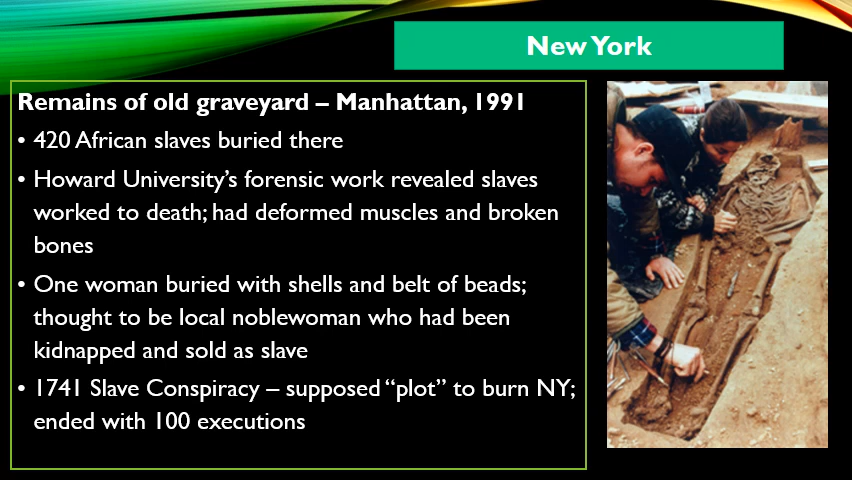 New York
Remains of old graveyard – Manhattan, 1991
• 420 African slaves buried there
• Howard University’s forensic work revealed slaves
worked to death; had deformed muscles and broken
bones
• One woman buried with shells and belt of beads;
thought to be local noblewoman who had been
kidnapped and sold as slave
• 1741 Slave Conspiracy – supposed “plot” to burn NY;
ended with 100 executions